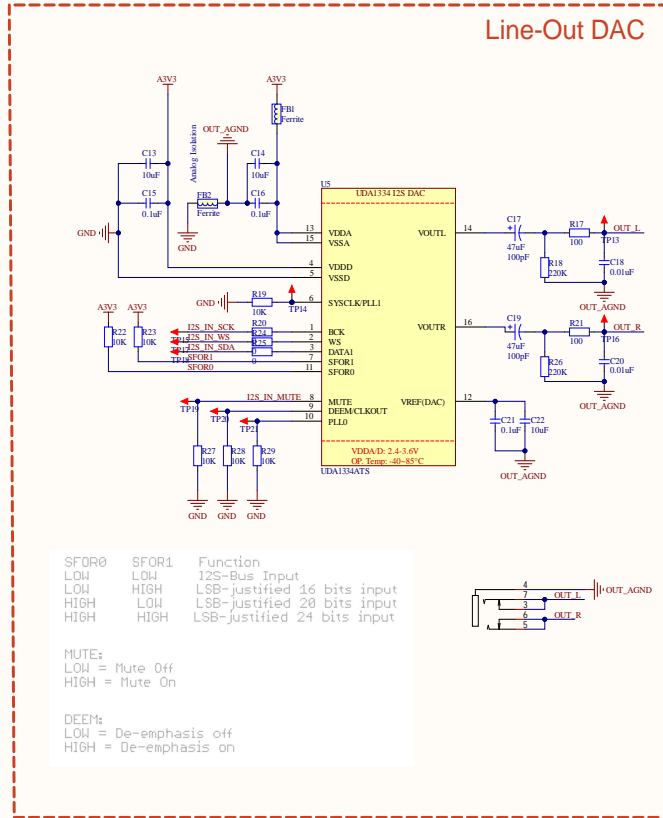 Line-Out DAC
A3V3
A3V3
FB1
Ferrite
OUT_AGND
Analog Isolation
C13
10uF
C14
10uF
C15
0.1uF
FB2
Ferrite
C16
0.1uF
GND
GND
U5
UDA1334 I2S DAC
13 VDDA
15 VSSA
4 VDDD
5 VSSD
6 SYSCLK/PLL1
1 BCK
2 WS
3 DATA1
7 SFOR1
11 SFOR0
8 MUTE
9 DEEM/CLKOUT
10 PLL0
VOUTL 14
VOUTR 16
VREF(DAC) 12
VDDA/D: 2.4-3.6V
OP. Temp: -40~85°C
UDA1334ATS
C17
47uF
100pF
R17
100
OUT_L
TP13
R18
220K
C18
0.01uF
OUT_AGND
GND
R19
10K
TP14
A3V3 A3V3
R22
10K
R23
10K
I2S_IN_SCK
I2S_IN_WS
I2S_IN_SDA
SFOR1
SFOR0
R20
R24
R25
0
0
TP17
TP18
C19
47uF
100pF
R21
100
OUT_R
TP16
R26
220K
C20
0.01uF
OUT_AGND
I2S_IN_MUTE
TP19
TP20
TP21
R27
10K
R28
10K
R29
10K
GND GND GND
C21
0.1uF
C22
10uF
OUT_AGND
SFOR0 SFOR1 Function
LOW LOW I2S-Bus Input
LOW HIGH LSB-justified 16 bits input
HIGH LOW LSB-justified 20 bits input
HIGH HIGH LSB-justified 24 bits input
MUTE:
LOW = Mute Off
HIGH = Mute On
DEEM:
LOW = De-emphasis off
HIGH = De-emphasis on
4 OUT_AGND
7 OUT_L
3
6 OUT_R
5